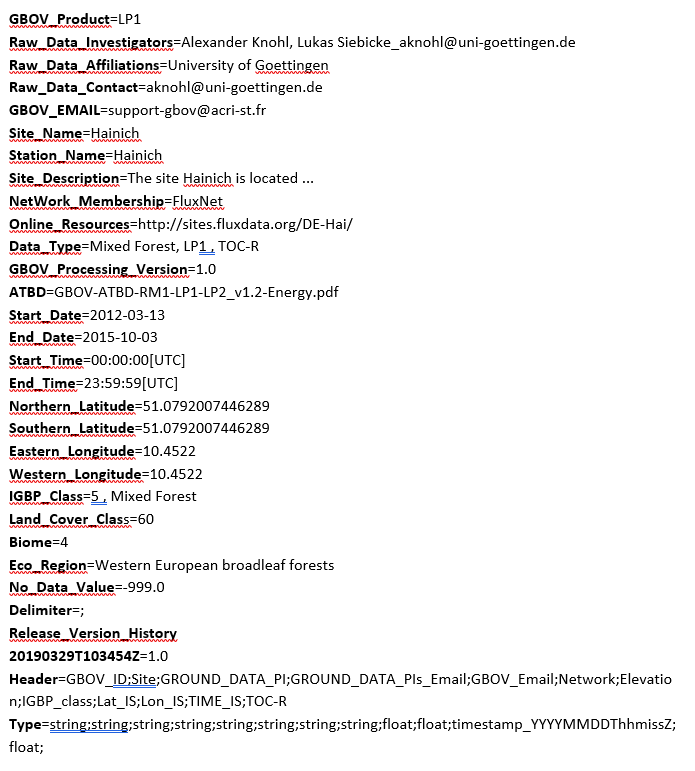 GBOV_Product=LP1
Raw_Data_Investigators=Alexander Knohl, Lukas Siebicke_aknohl@uni-goettingen.de
Raw_Data_Affiliations=University of Goettingen
Raw_Data_Contact=aknohl@uni-goettingen.de
GBOV_EMAIL=support-gbov@acri-st.fr
Site_Name=Hainich
Station_Name=Hainich
Site_Description=The site Hainich is located ...
NetWork_Membership=FluxNet
Online_Resources=http://sites.fluxdata.org/DE-Hai/
Data_Type=Mixed Forest, LP1 , TOC-R
GBOV_Processing_Version=1.0
ATBD=GBOV-ATBD-RM1-LP1-LP2_v1.2-Energy.pdf
Start_Date=2012-03-13
End_Date=2015-10-03
Start_Time=00:00:00[UTC]
End_Time=23:59:59[UTC]
Northern_Latitude=51.0792007446289
Southern_Latitude=51.0792007446289
Eastern_Longitude=10.4522
Western_Longitude=10.4522
IGBP_Class=5 , Mixed Forest
Land_Cover_Class=60
Biome=4
Eco_Region=Western European broadleaf forests
No_Data_Value=-999.0
Delimiter=;
Release_Version_History
20190329T103454Z=1.0
Header=GBOV_ID;Site;GROUND_DATA_PI;GROUND_DATA_PIs_Email;GBOV_Email;Network;Elevatio
n;IGBP_class;Lat_IS;Lon_IS;TIME_IS;TOC-R
Type=string;string;string;string;string;string;string;string;float;float;timestamp_YYYYMMDDThhmissZ;
float;